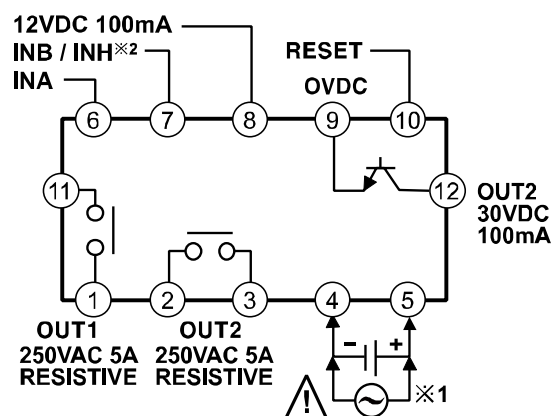 12VDC 100mA
INB / INH※2
INA
RESET
OVDC
6
7
8
9
10
11
12
OUT2
30VDC
100mA
1
2
3
4
5
OUT1
250VAC 5A
RESISTIVE
OUT2
250VAC 5A
RESISTIVE
- +
!
※1